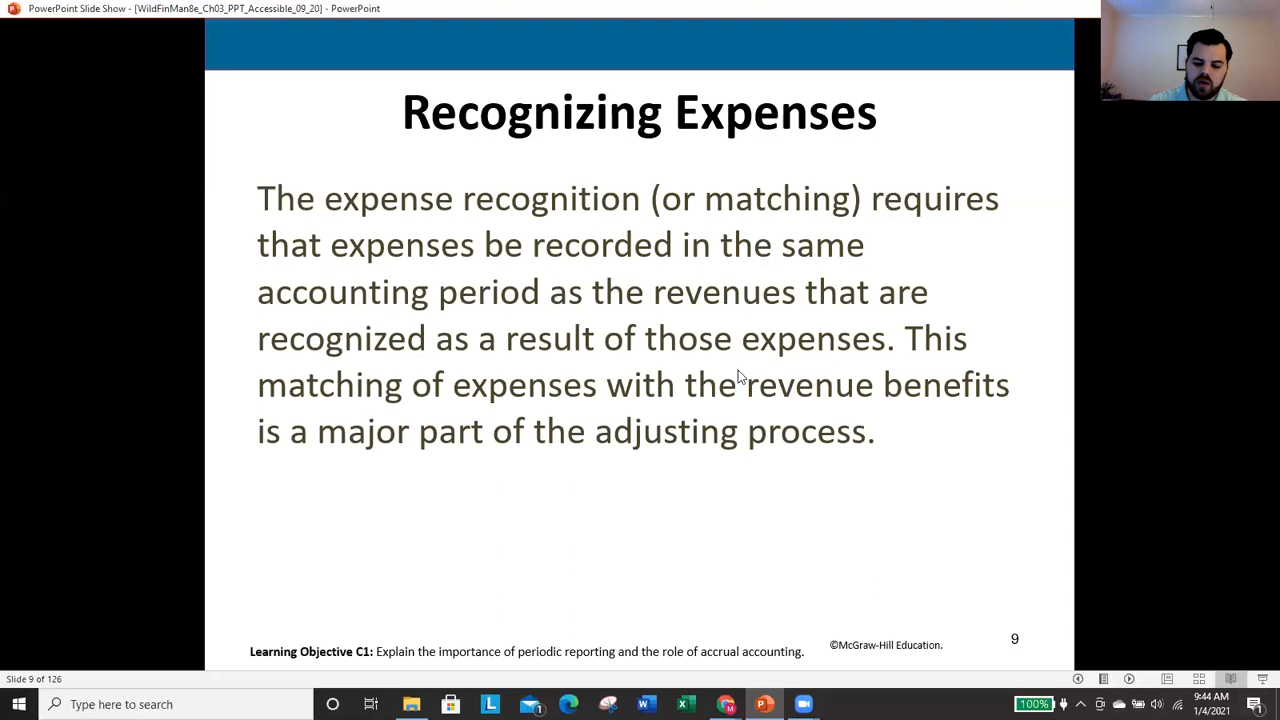 PowerPoint Slide Show - [WildFinMan8e_Ch03_PPT_Accessible_09_20] - PowerPoint
Recognizing Expenses
The expense recognition (or matching) requires
that expenses be recorded in the same
accounting period as the revenues that are
recognized as a result of those expenses. This
matching of expenses with the revenue benefits
is a major part of the adjusting process.
Learning Objective C1: Explain the importance of periodic reporting and the role of accrual accounting.
©McGraw-Hill Education.
9
Slide 9 of 126
Type here to search
100%
9:44 AM
1/4/2021